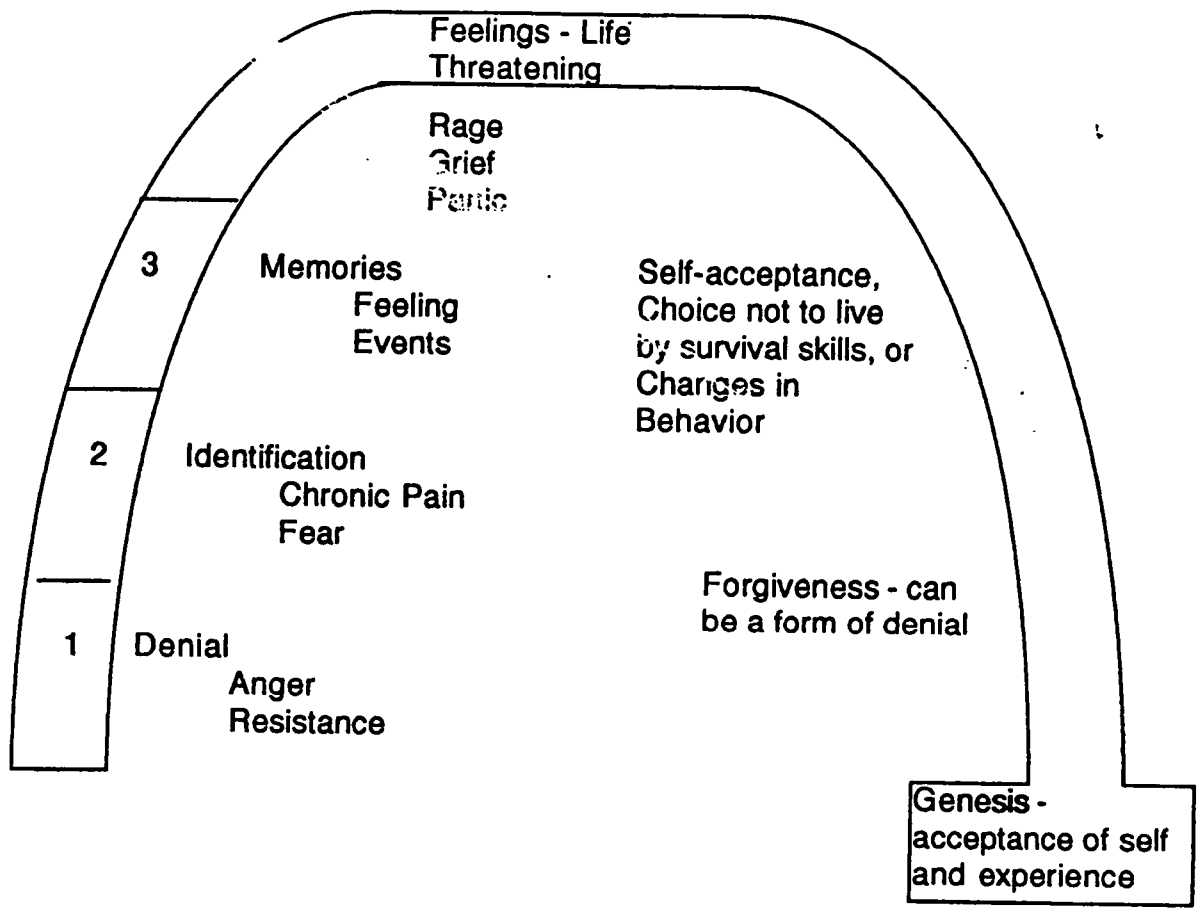 Feelings - Life
Threatening
Rage
Grief
Panic
3
Memories
Feeling
Events
Self-acceptance,
Choice not to live
by survival skills, or
Changes in
Behavior
2
Identification
Chronic Pain
Fear
Forgiveness - can
be a form of denial
1
Denial
Anger
Resistance
Genesis -
acceptance of self
and experience